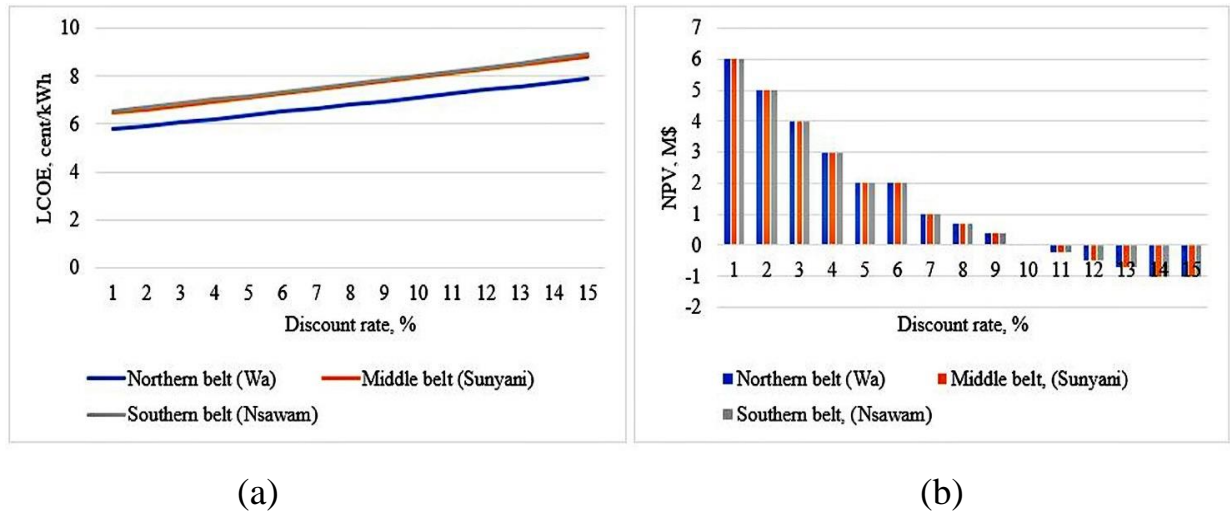 10
8
6
4
2
0
LCOE, cent/kWh
1 2 3 4 5 6 7 8 9 10 11 12 13 14 15
Discount rate, %
Northern belt (Wa) Middle belt (Sunyani)
Southern belt (Nsawam)
7
6
5
4
3
2
1
0
-1
-2
NPV, M$
1 2 3 4 5 6 7 8 9 10 11 12 13 14 15
Discount rate, %
Northern belt (Wa) Middle belt, (Sunyani)
Southern belt, (Nsawam)
(a) (b)